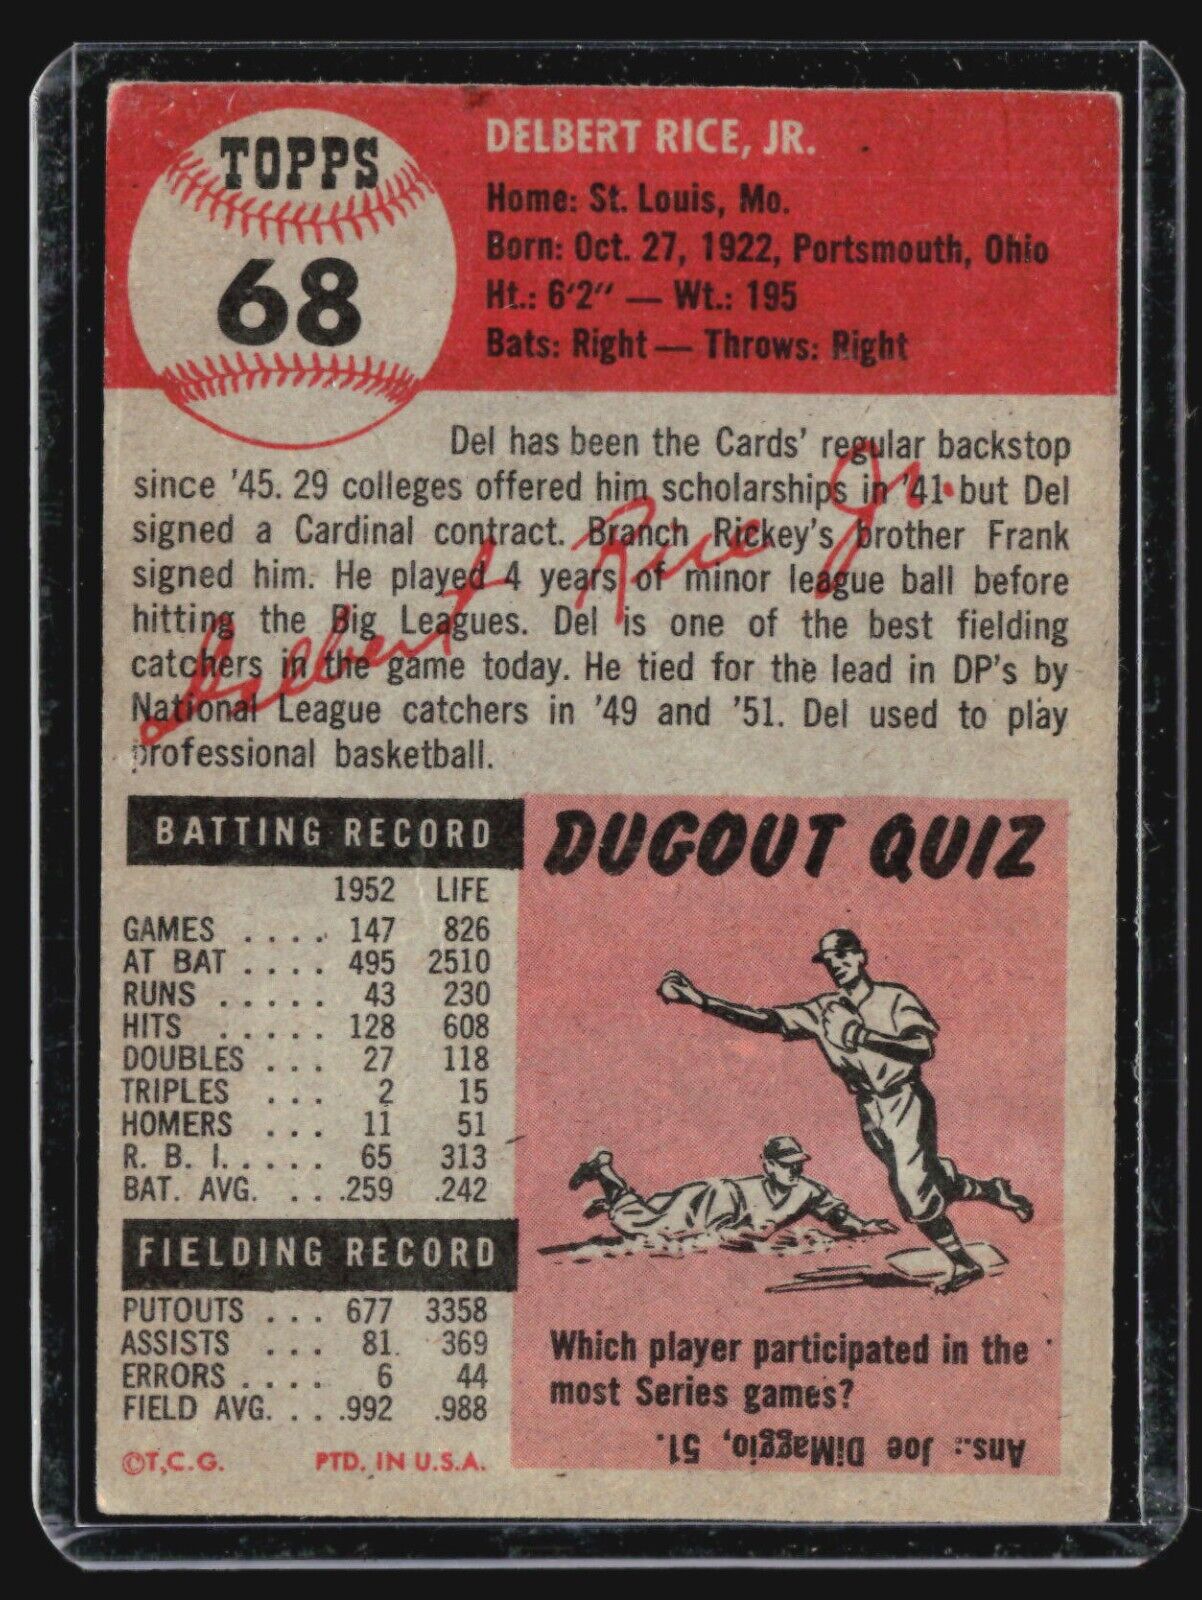 TOPPS
68
DELBERT RICE, JR.
Home: St. Louis, Mo.
Born: Oct. 27, 1922, Portsmouth, Ohio
Ht.: 6'2" — Wt.: 195
Bats: Right — Throws: Right
Del has been the Cards' regular backstop
since '45. 29 colleges offered him scholarships in '41 but Del
signed a Cardinal contract. Branch Rickey's brother Frank
signed him. He played 4 years of minor league ball before
hitting the Big Leagues. Del is one of the best fielding
catchers in the game today. He tied for the lead in DP's by
National League catchers in '49 and '51. Del used to play
professional basketball.
Delbert Rice Jr.
BATTING RECORD
1952 LIFE
GAMES . . . . 147 826
AT BAT . . . . 495 2510
RUNS . . . . . 43 230
HITS . . . . . 128 608
DOUBLES . . . 27 118
TRIPLES . . . 2 15
HOMERS . . . 11 51
R. B. I. . . . . 65 313
BAT. AVG. . . .259 .242
FIELDING RECORD
PUTOUTS . . . 677 3358
ASSISTS . . . 81 369
ERRORS . . . . 6 44
FIELD AVG. . . .992 .988
©T.C.G. PTD. IN U.S.A.
DUGOUT QUIZ
Which player participated in the
most Series games?
Ans.: Joe DiMaggio, 51.